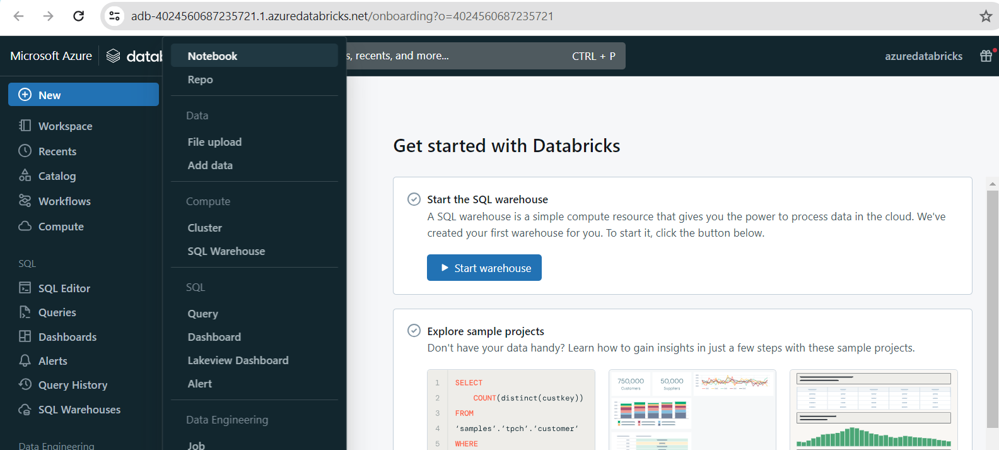 adb-4024560687235721.1.azuredatabricks.net/onboarding?o=4024560687235721
Microsoft Azure
datab
s, recents, and more...
CTRL + P
azuredatabricks
New
Workspace
Recents
Catalog
Workflows
Compute
SQL
SQL Editor
Queries
Dashboards
Alerts
Query History
SQL Warehouses
Data Engineering
Notebook
Repo
Data
File upload
Add data
Compute
Cluster
SQL Warehouse
SQL
Query
Dashboard
Lakeview Dashboard
Alert
Data Engineering
Job
Get started with Databricks
Start the SQL warehouse
A SQL warehouse is a simple compute resource that gives you the power to process data in the cloud. We've
created your first warehouse for you. To start it, click the button below.
Start warehouse
Explore sample projects
Don't have your data handy? Learn how to gain insights in just a few steps with these sample projects.
1 SELECT
2 COUNT(distinct(custkey))
3 FROM
4 ‘samples’.‘tpch’.‘customer’
5 WHERE
750,000
Customers
50,000
Suppliers